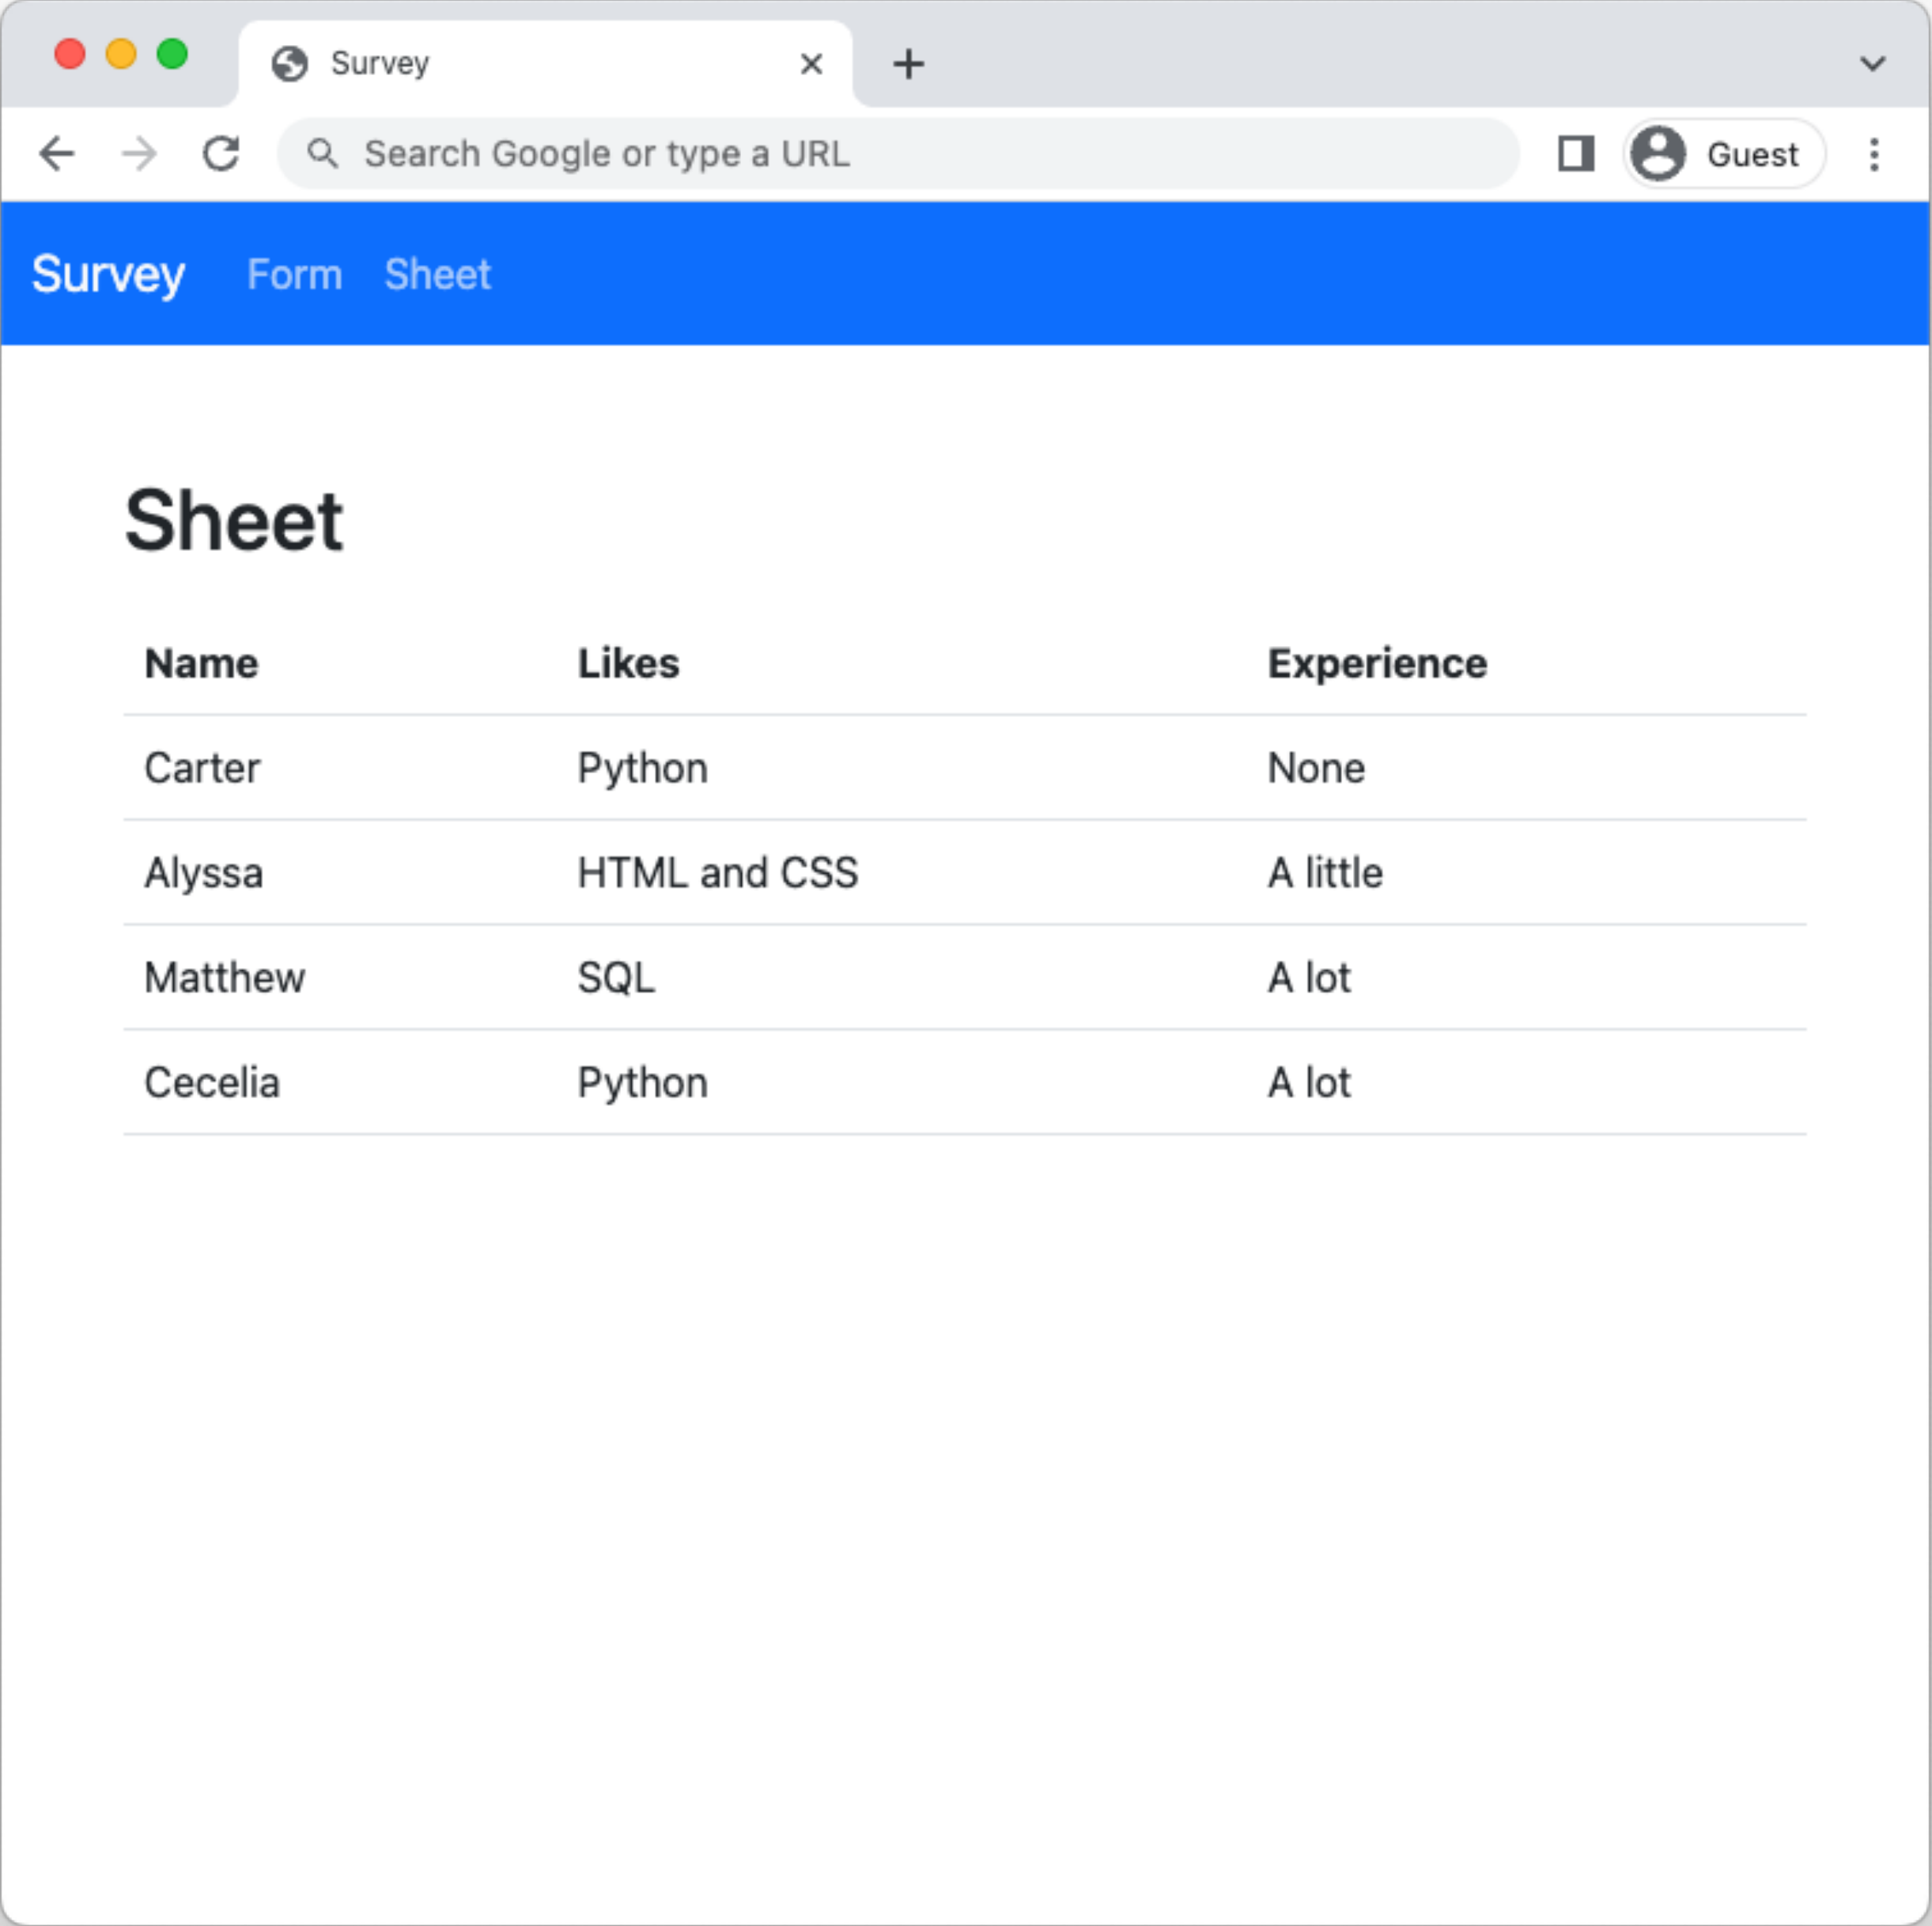 Survey
Search Google or type a URL Guest
Survey Form Sheet
Sheet
Name Likes Experience
Carter Python None
Alyssa HTML and CSS A little
Matthew SQL A lot
Cecelia Python A lot